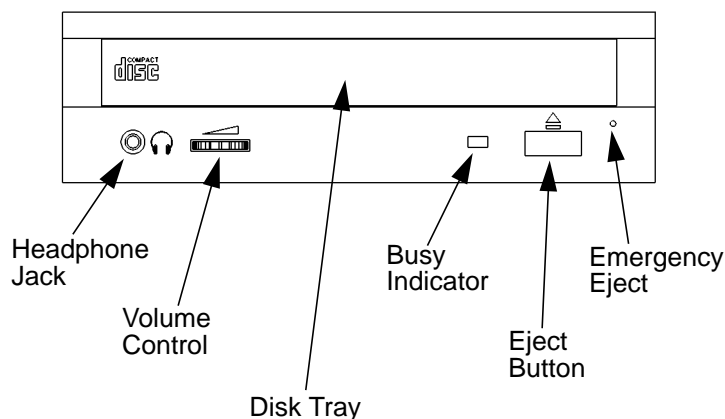 COMPACT
disc
Headphone
Jack
Volume
Control
Disk Tray
Busy
Indicator
Eject
Button
Emergency
Eject